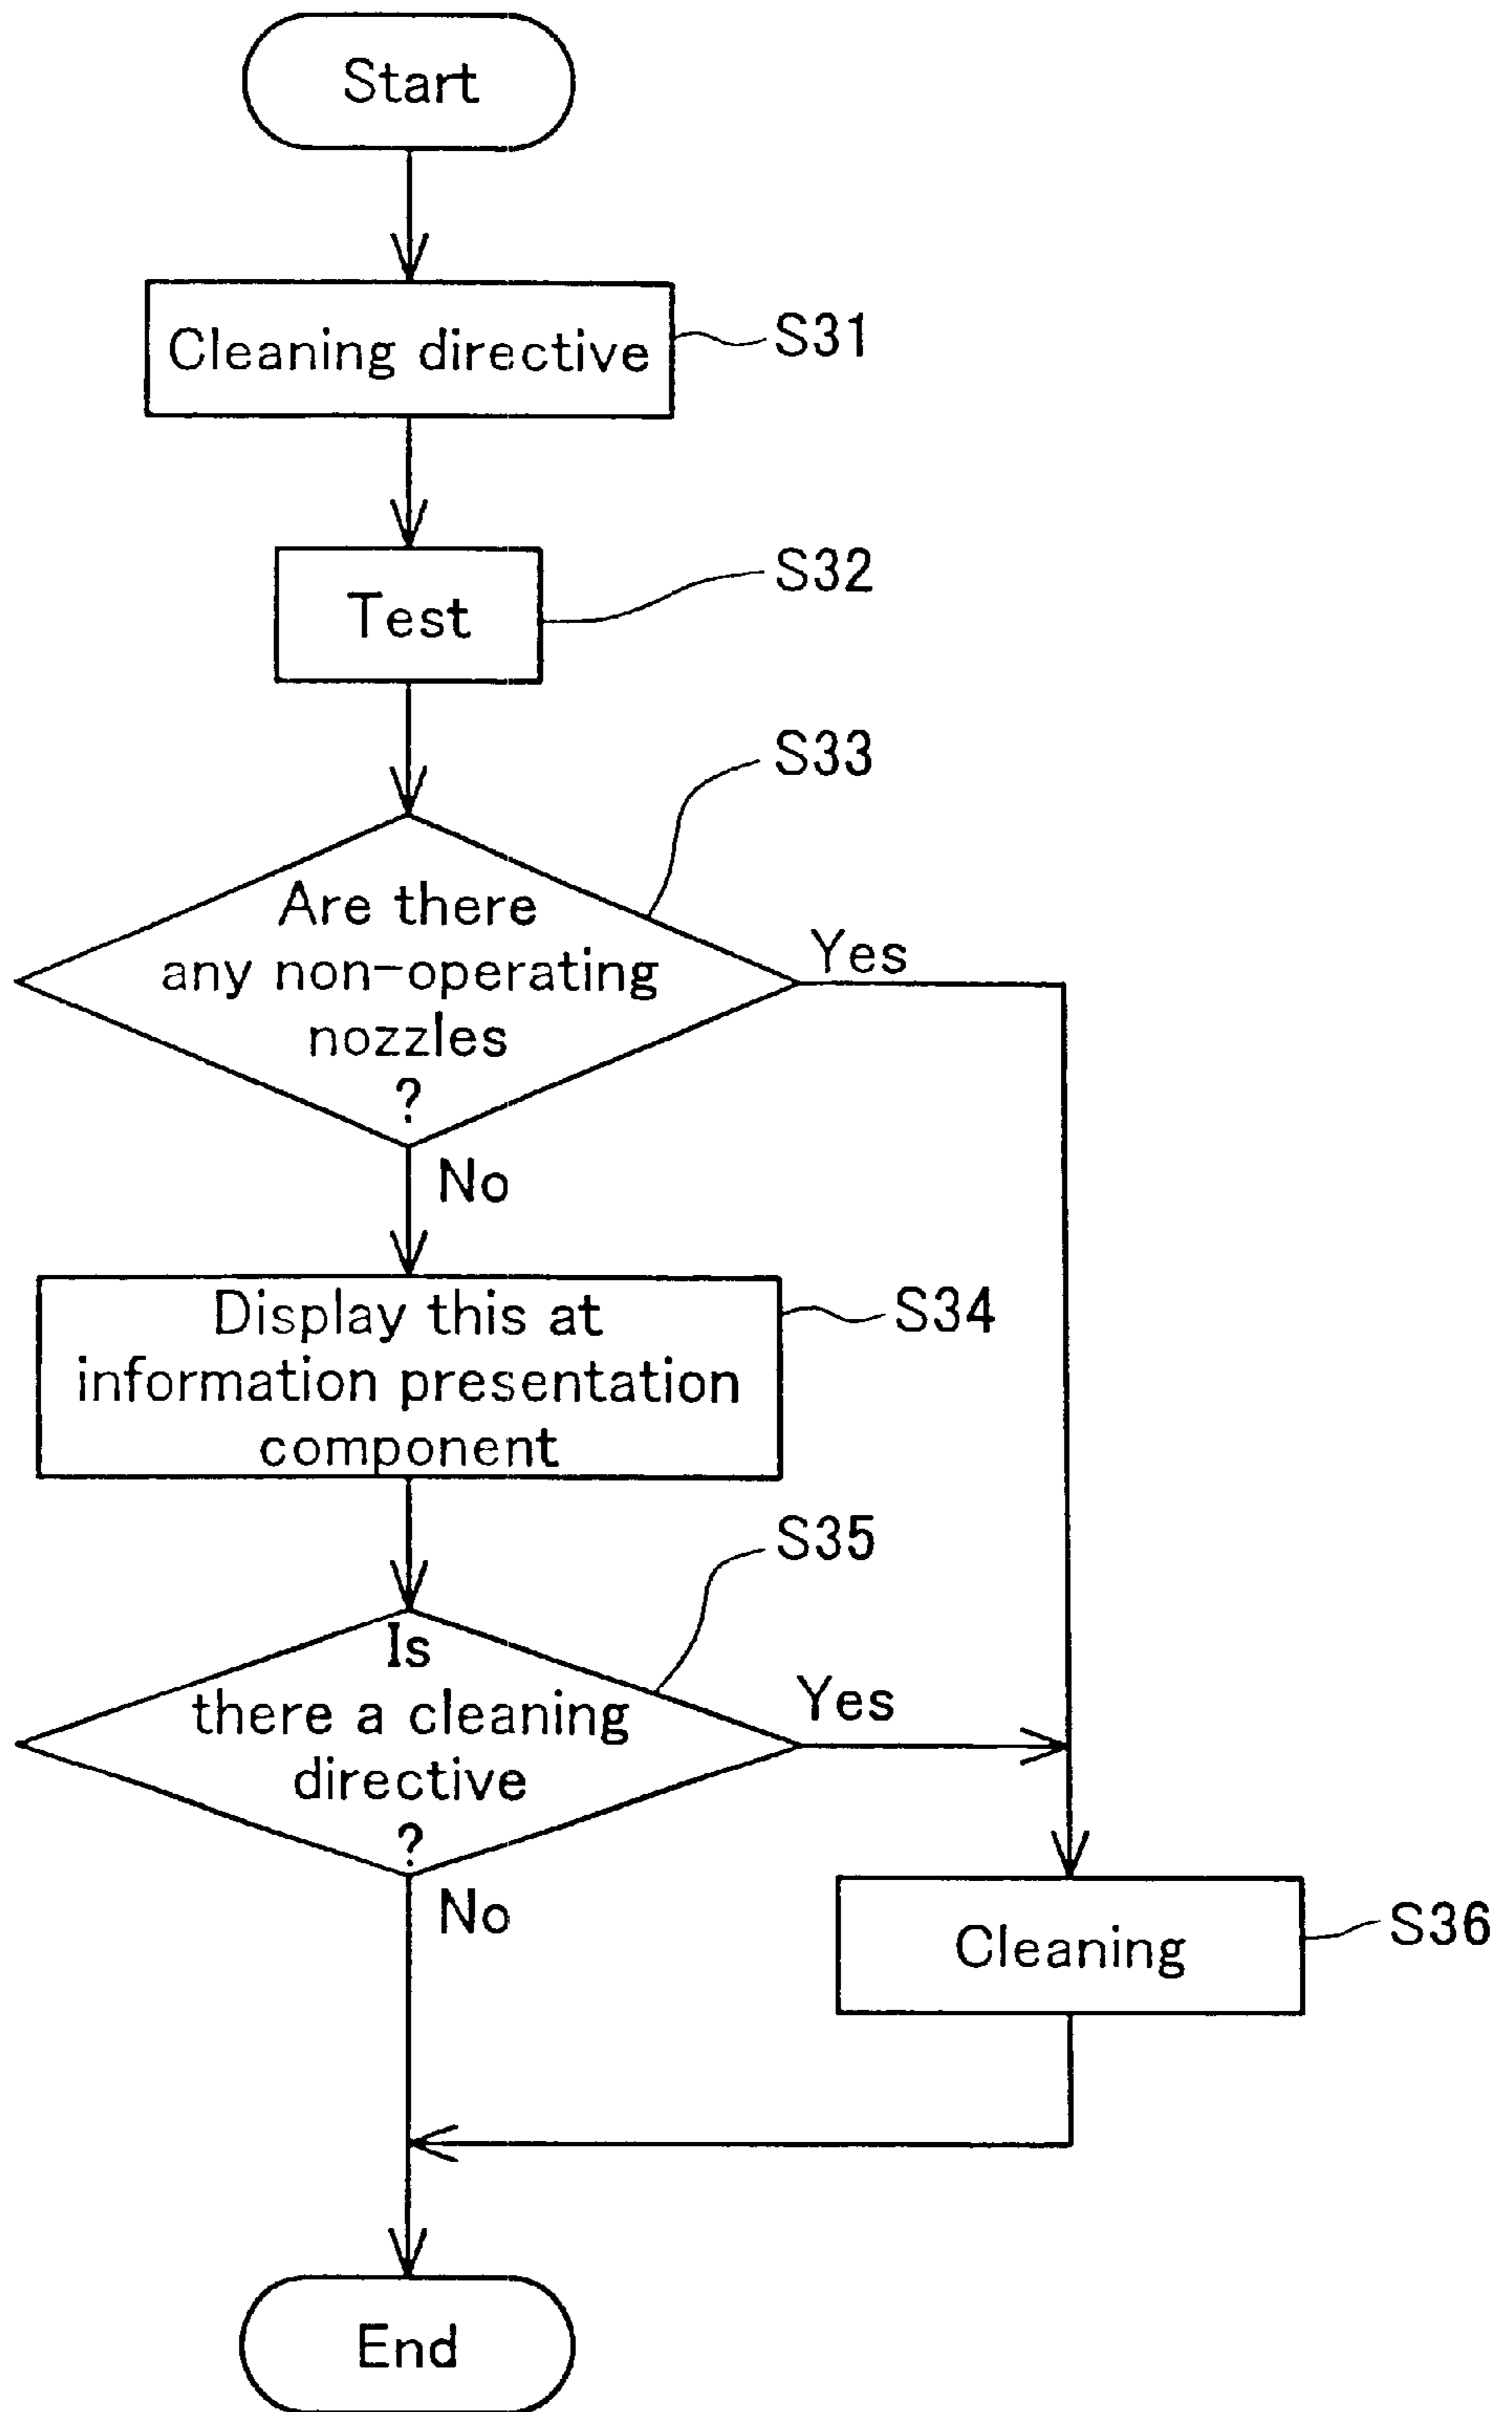 Start
Cleaning directive
S31
Test
S32
S33
Are there
any non-operating
nozzles
?
Yes
No
Display this at
information presentation
component
S34
S35
Is
there a cleaning
directive
?
Yes
No
Cleaning
S36
End